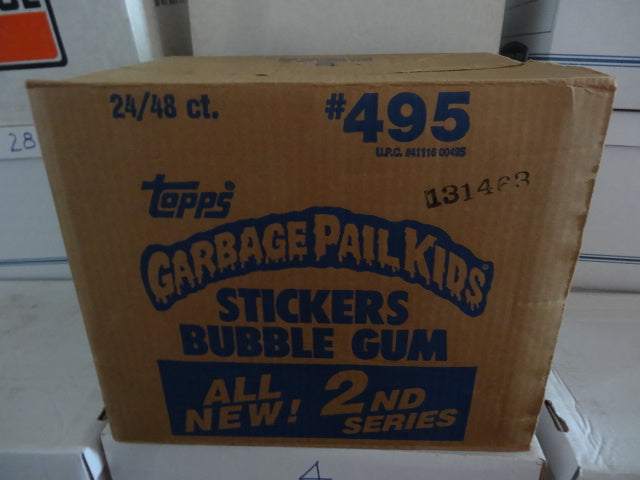 24/48 ct.
#495
U.P.C. #41116 00495
topps
131463
GARBAGE PAIL KIDS
STICKERS
BUBBLE GUM
ALL NEW! 2ND SERIES
28
4